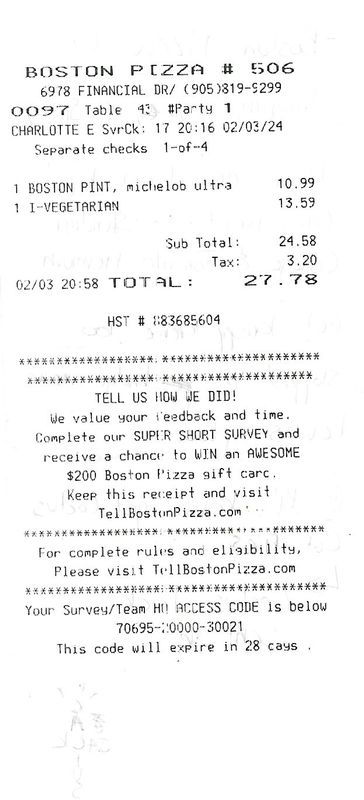 BOSTON PIZZA # 506
6978 FINANCIAL DR/ (905)819-9299
0097 Table 43 #Party 1
CHARLOTTE E SvrCk: 17 20:16 02/03/24
Separate checks 1-of-4
1 BOSTON PINT, michelob ultra 10.99
1 I-VEGETARIAN 13.59
Sub Total: 24.58
Tax: 3.20
02/03 20:58 TOTAL: 27.78
HST # 883685604
****************************************
****************************************
TELL US HOW WE DID!
We value your feedback and time.
Complete our SUPER SHORT SURVEY and
receive a chance to WIN an AWESOME
$200 Boston Pizza gift card.
Keep this receipt and visit
TellBostonPizza.com
****************************************
For complete rules and eligibility,
Please visit TellBostonPizza.com
****************************************
Your Survey/Team HQ ACCESS CODE is below
70695-20000-30021
This code will expire in 28 days .